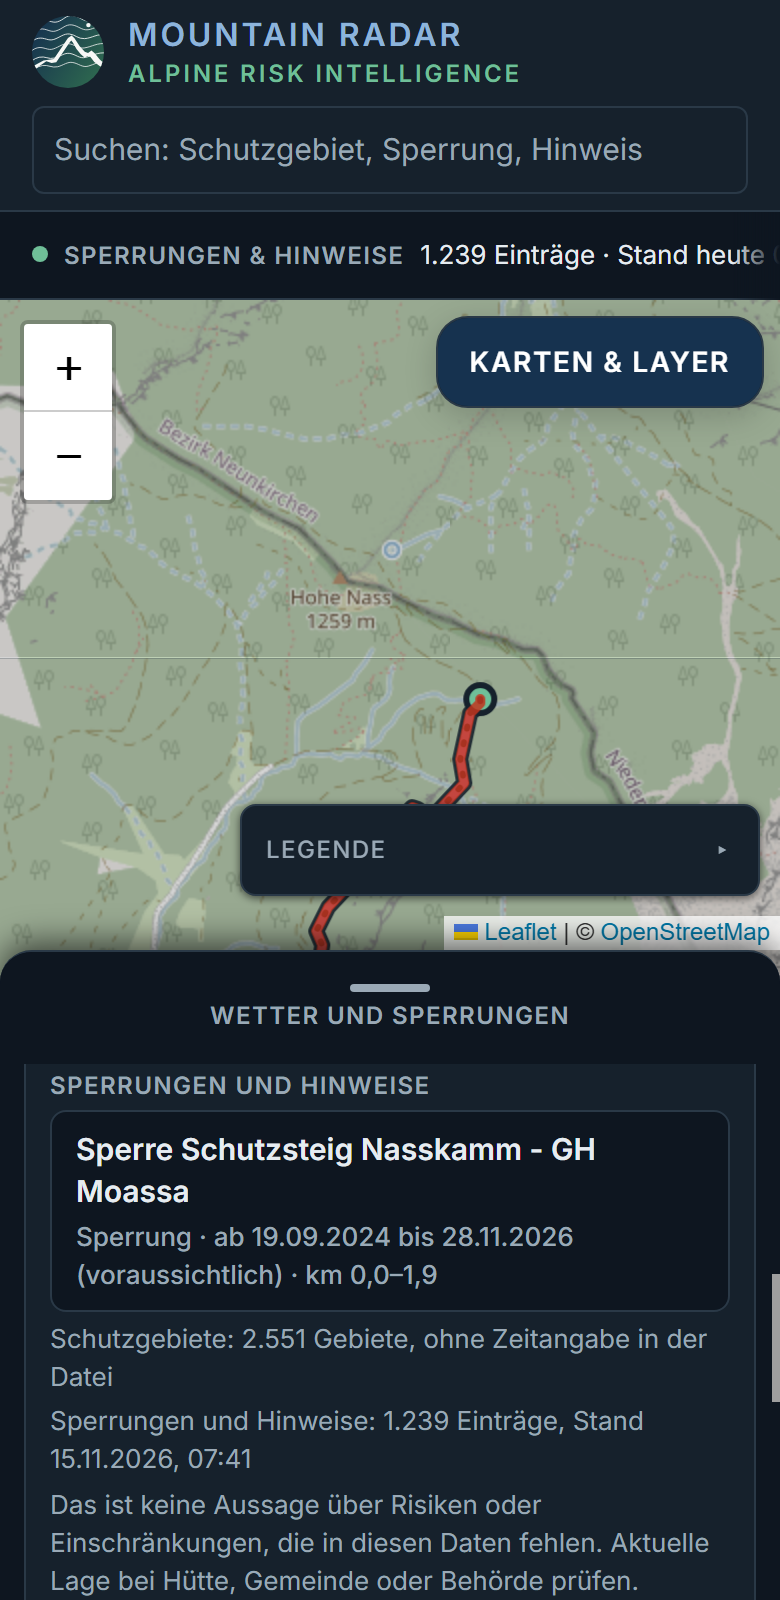 MOUNTAIN RADAR
ALPINE RISK INTELLIGENCE
Suchen: Schutzgebiet, Sperrung, Hinweis
SPERRUNGEN & HINWEISE 1.239 Einträge · Stand heute
+
−
KARTEN & LAYER
Bezirk Neunkirchen
Hohe Nass
1259 m
Nieder
LEGENDE
Leaflet | © OpenStreetMap
WETTER UND SPERRUNGEN
SPERRUNGEN UND HINWEISE
Sperre Schutzsteig Nasskamm - GH
Moassa
Sperrung · ab 19.09.2024 bis 28.11.2026
(voraussichtlich) · km 0,0–1,9
Schutzgebiete: 2.551 Gebiete, ohne Zeitangabe in der
Datei
Sperrungen und Hinweise: 1.239 Einträge, Stand
15.11.2026, 07:41
Das ist keine Aussage über Risiken oder
Einschränkungen, die in diesen Daten fehlen. Aktuelle
Lage bei Hütte, Gemeinde oder Behörde prüfen.